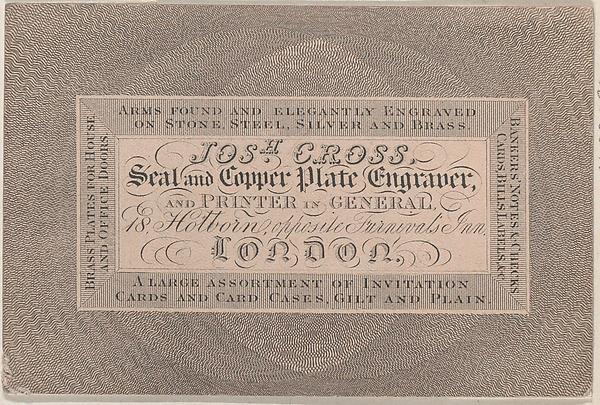 ARMS FOUND AND ELEGANTLY ENGRAVED
ON STONE, STEEL, SILVER AND BRASS.
BRASS PLATES FOR HOUSE
AND OFFICE DOORS.
JOS.H CROSS,
Seal and Copper Plate Engraver,
AND PRINTER IN GENERAL,
18, Holborn, opposite Furnival's Inn,
LONDON,
BANKERS' NOTES & CHECKS,
CARDS, BILLS, LABELS, &c.
A LARGE ASSORTMENT OF INVITATION
CARDS AND CARD CASES, GILT AND PLAIN.